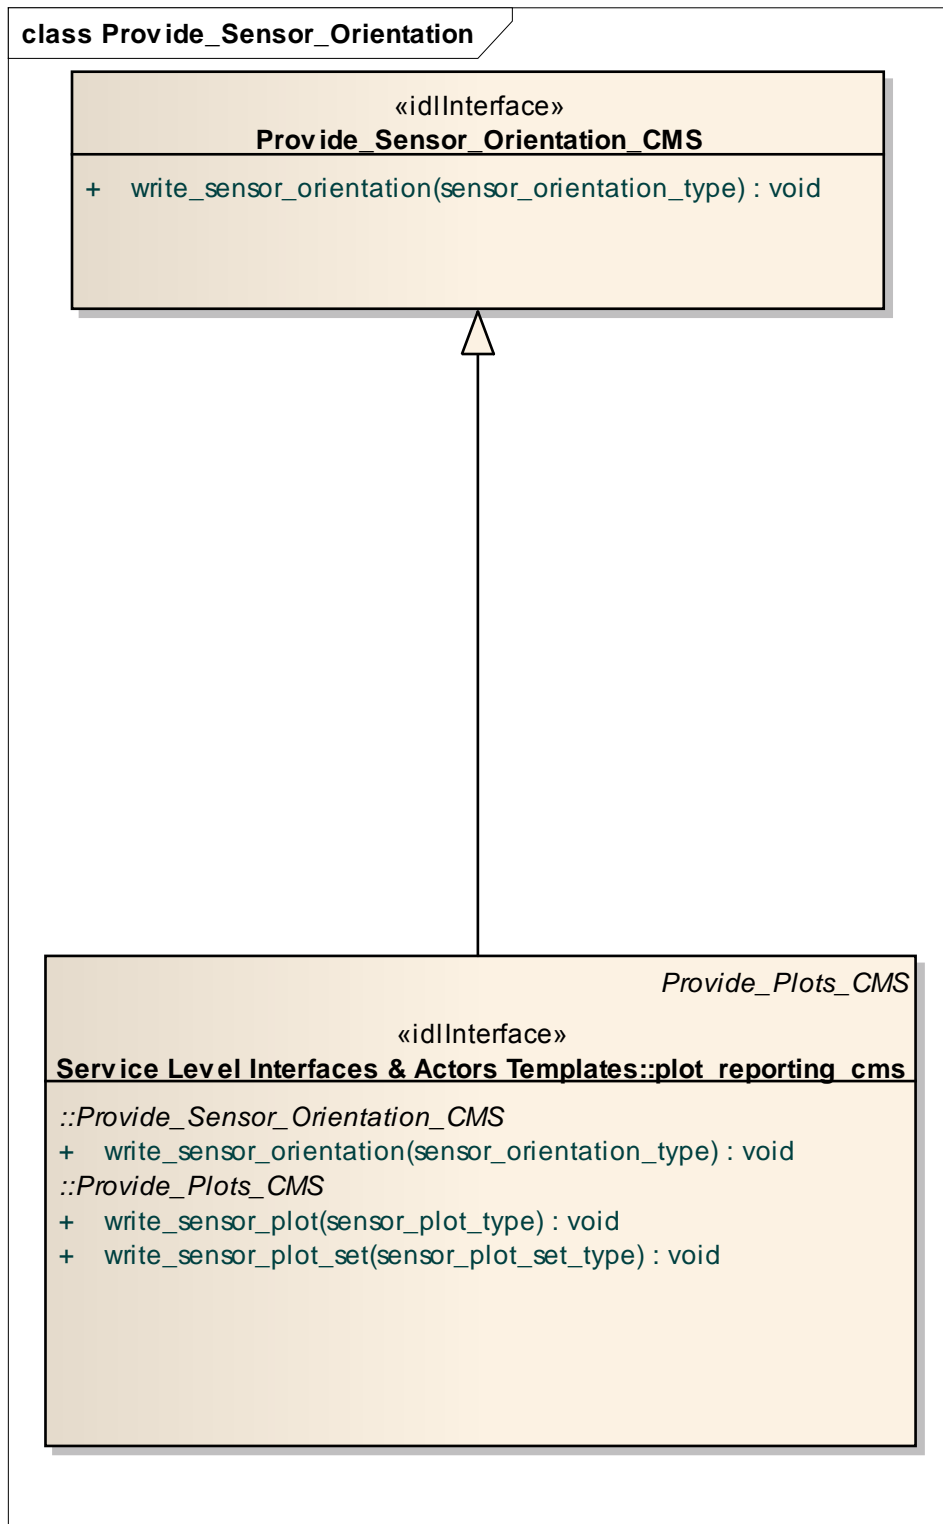 class Provide_Sensor_Orientation
«idlInterface»
Provide_Sensor_Orientation_CMS
+ write_sensor_orientation(sensor_orientation_type) : void
Provide_Plots_CMS
«idlInterface»
Service Level Interfaces & Actors Templates::plot_reporting_cms
::Provide_Sensor_Orientation_CMS
+ write_sensor_orientation(sensor_orientation_type) : void
::Provide_Plots_CMS
+ write_sensor_plot(sensor_plot_type) : void
+ write_sensor_plot_set(sensor_plot_set_type) : void